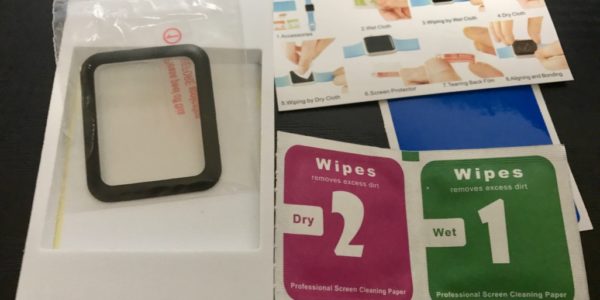 1
1.Accessories
2.Wet Cloth
3.Wiping by Wet Cloth
4.Dry Cloth
5.Wiping by Dry Cloth
6.Screen Protector
7.Tearing Back Film
8.Aligning and Bonding
Wipes
removes excess dirt
Dry
2
Professional Screen Cleaning Paper
Wipes
removes excess dirt
Wet
1
Professional Screen Cleaning Paper